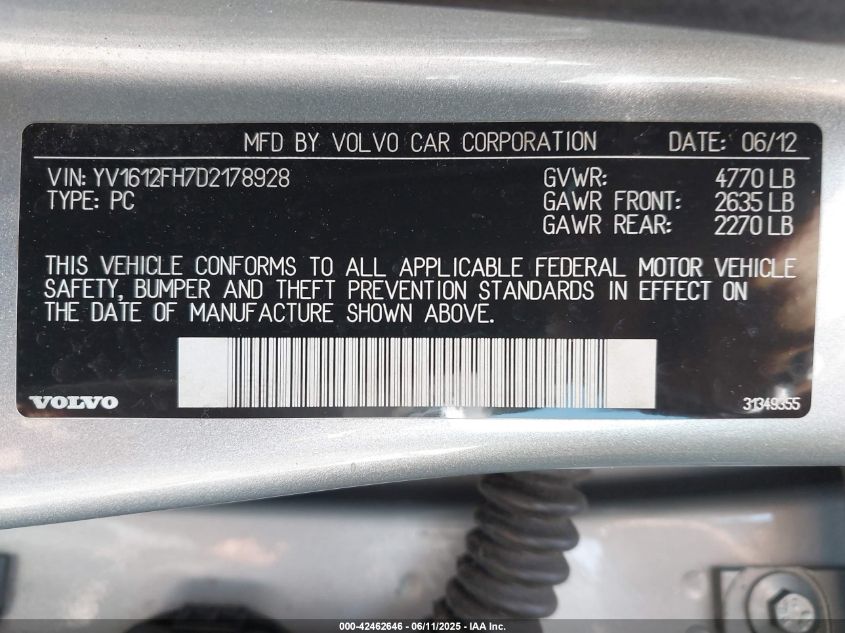 MFD BY VOLVO CAR CORPORATION DATE: 06/12
VIN: YV1612FH7D2178928 GVWR: 4770 LB
TYPE: PC GAWR FRONT: 2635 LB
GAWR REAR: 2270 LB
THIS VEHICLE CONFORMS TO ALL APPLICABLE FEDERAL MOTOR VEHICLE
SAFETY, BUMPER AND THEFT PREVENTION STANDARDS IN EFFECT ON
THE DATE OF MANUFACTURE SHOWN ABOVE.
VOLVO 31349355
000-42462646 - 06/11/2025 - IAA Inc.